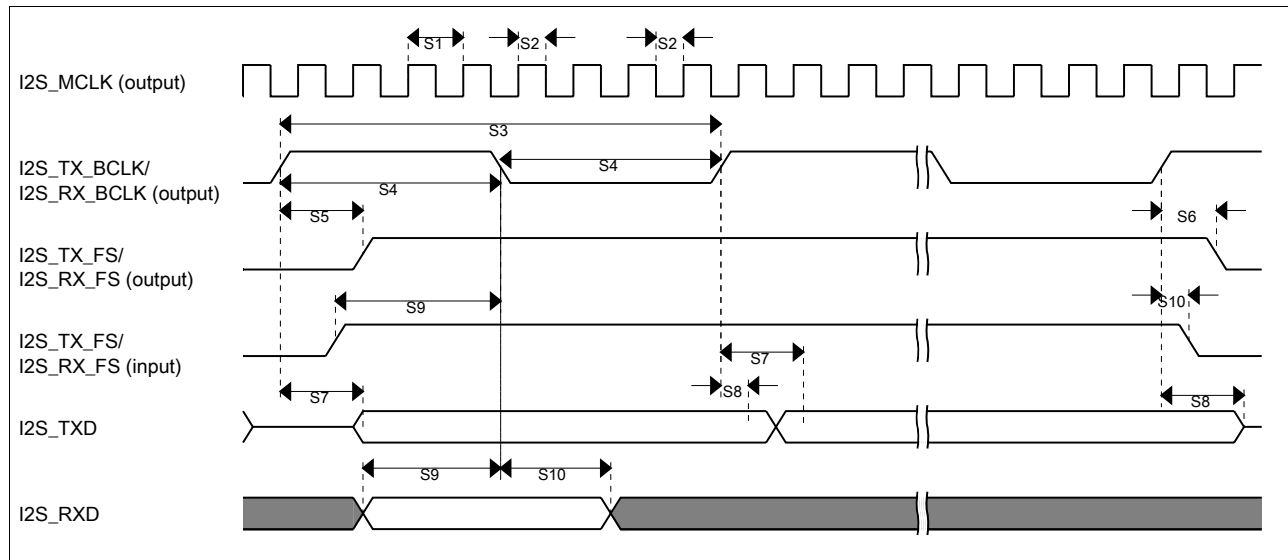 S1
S2
S2
I2S_MCLK (output)
S3
I2S_TX_BCLK/
I2S_RX_BCLK (output)
S4
S4
S5
S6
I2S_TX_FS/
I2S_RX_FS (output)
S9
S10
I2S_TX_FS/
I2S_RX_FS (input)
S7
S7
S8
S8
I2S_TXD
S9
S10
I2S_RXD